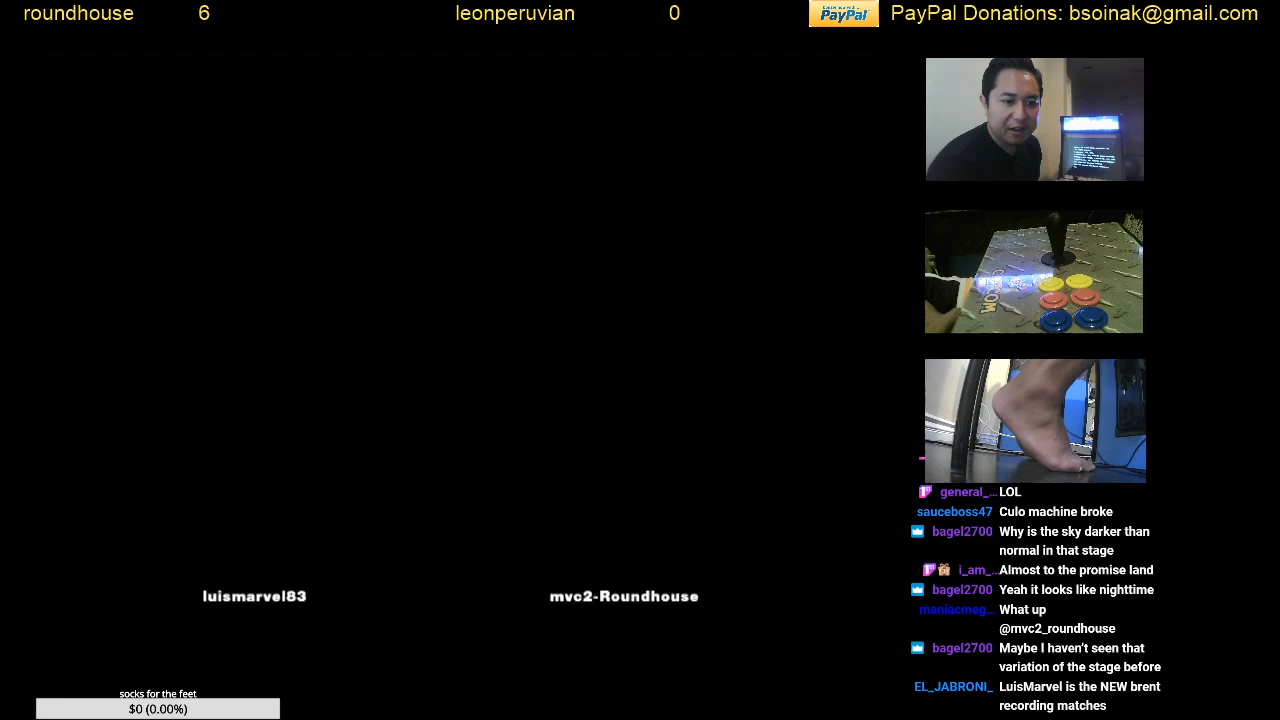 roundhouse 6 leonperuvian 0 PayPal PayPal Donations: bsoinak@gmail.com
CAPCOM
general_... LOL
sauceboss47 Culo machine broke
bagel2700 Why is the sky darker than
normal in that stage
i_am_... Almost to the promise land
bagel2700 Yeah it looks like nighttime
luismarvel83 mvc2-Roundhouse
maniacmeg... What up
@mvc2_roundhouse
bagel2700 Maybe I haven't seen that
variation of the stage before
EL_JABRONI_ LuisMarvel is the NEW brent
recording matches
socks for the feet
$0 (0.00%)